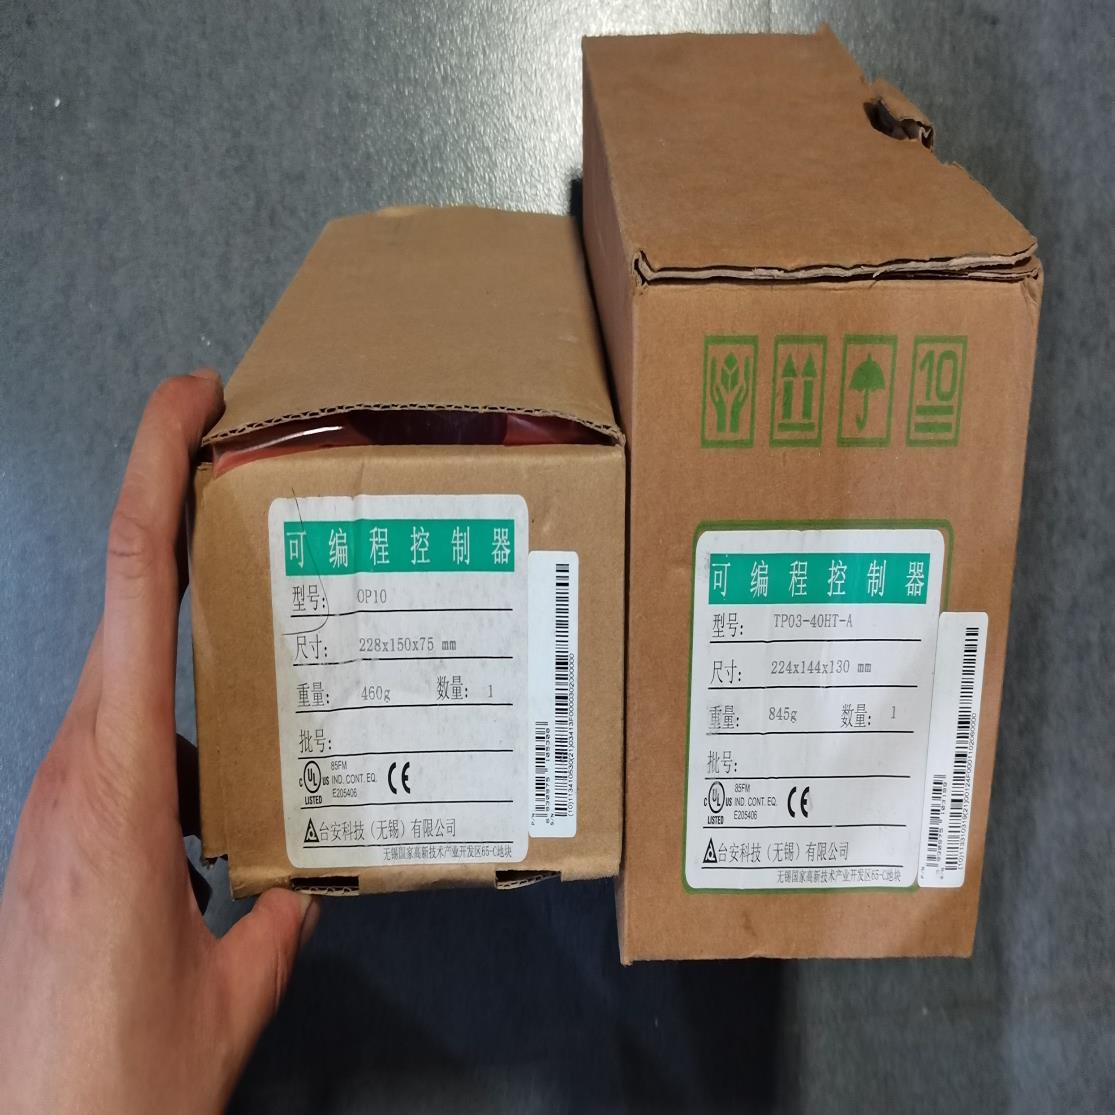 可编程控制器
型号: OP10
尺寸: 228x150x75 mm
重量: 460g 数量: 1
批号:
UL
C US
LISTED
85FM
IND. CONT. EQ.
E205406
CE
台安科技(无锡)有限公司
无锡国家高新技术产业开发区65-C地块
P/N
S/N
10
可编程控制器
型号: TP03-40HT-A
尺寸: 224x144x130 mm
重量: 845g 数量: 1
批号:
UL
C US
LISTED
85FM
IND. CONT. EQ.
E205406
CE
台安科技(无锡)有限公司
无锡国家高新技术产业开发区65-C地块
P/N
S/N